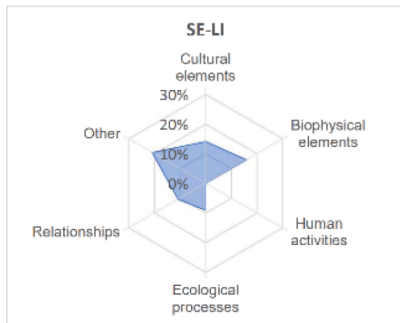 SE-LI
Cultural
elements
30%
20%
10%
0%
Biophysical
elements
Other
Relationships
Human
activities
Ecological
processes